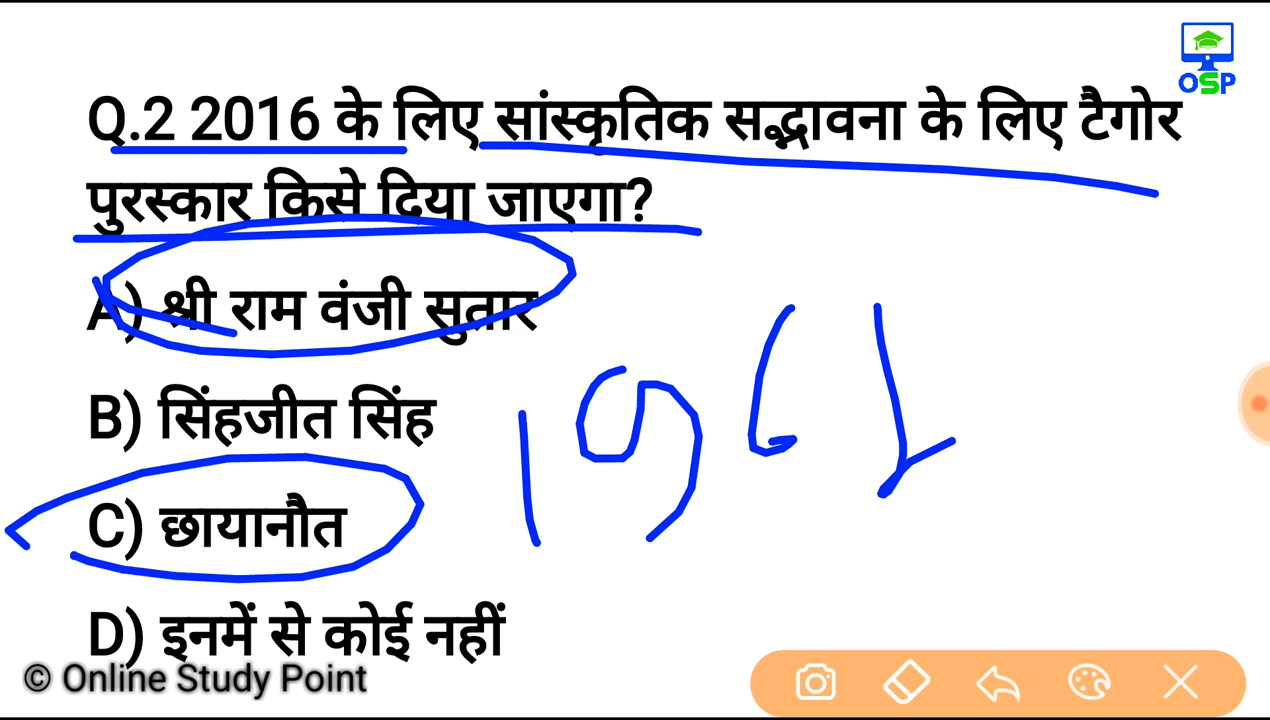 OSP
Q.2 2016 के लिए सांस्कृतिक सद्भावना के लिए टैगोर
पुरस्कार किसे दिया जाएगा?
A) श्री राम वंजी सुतार
B) सिंहजीत सिंह
1961
C) छायानौत
D) इनमें से कोई नहीं
© Online Study Point